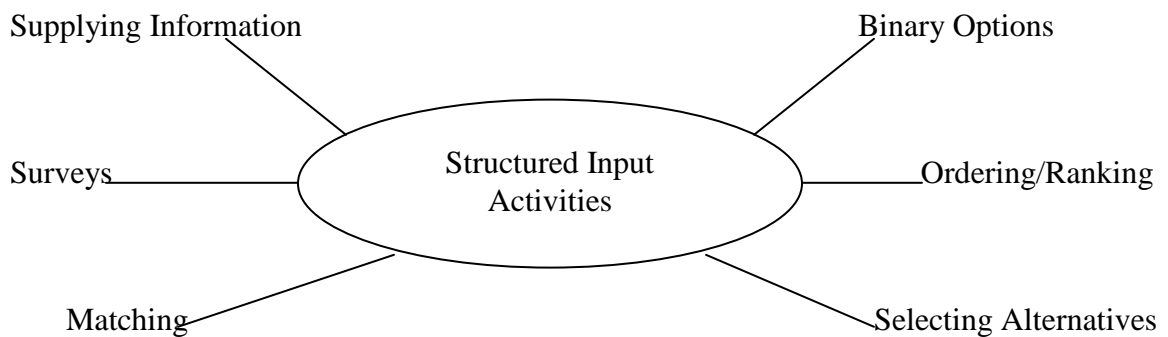 Supplying Information
Binary Options
Structured Input
Activities
Surveys
Ordering/Ranking
Matching
Selecting Alternatives